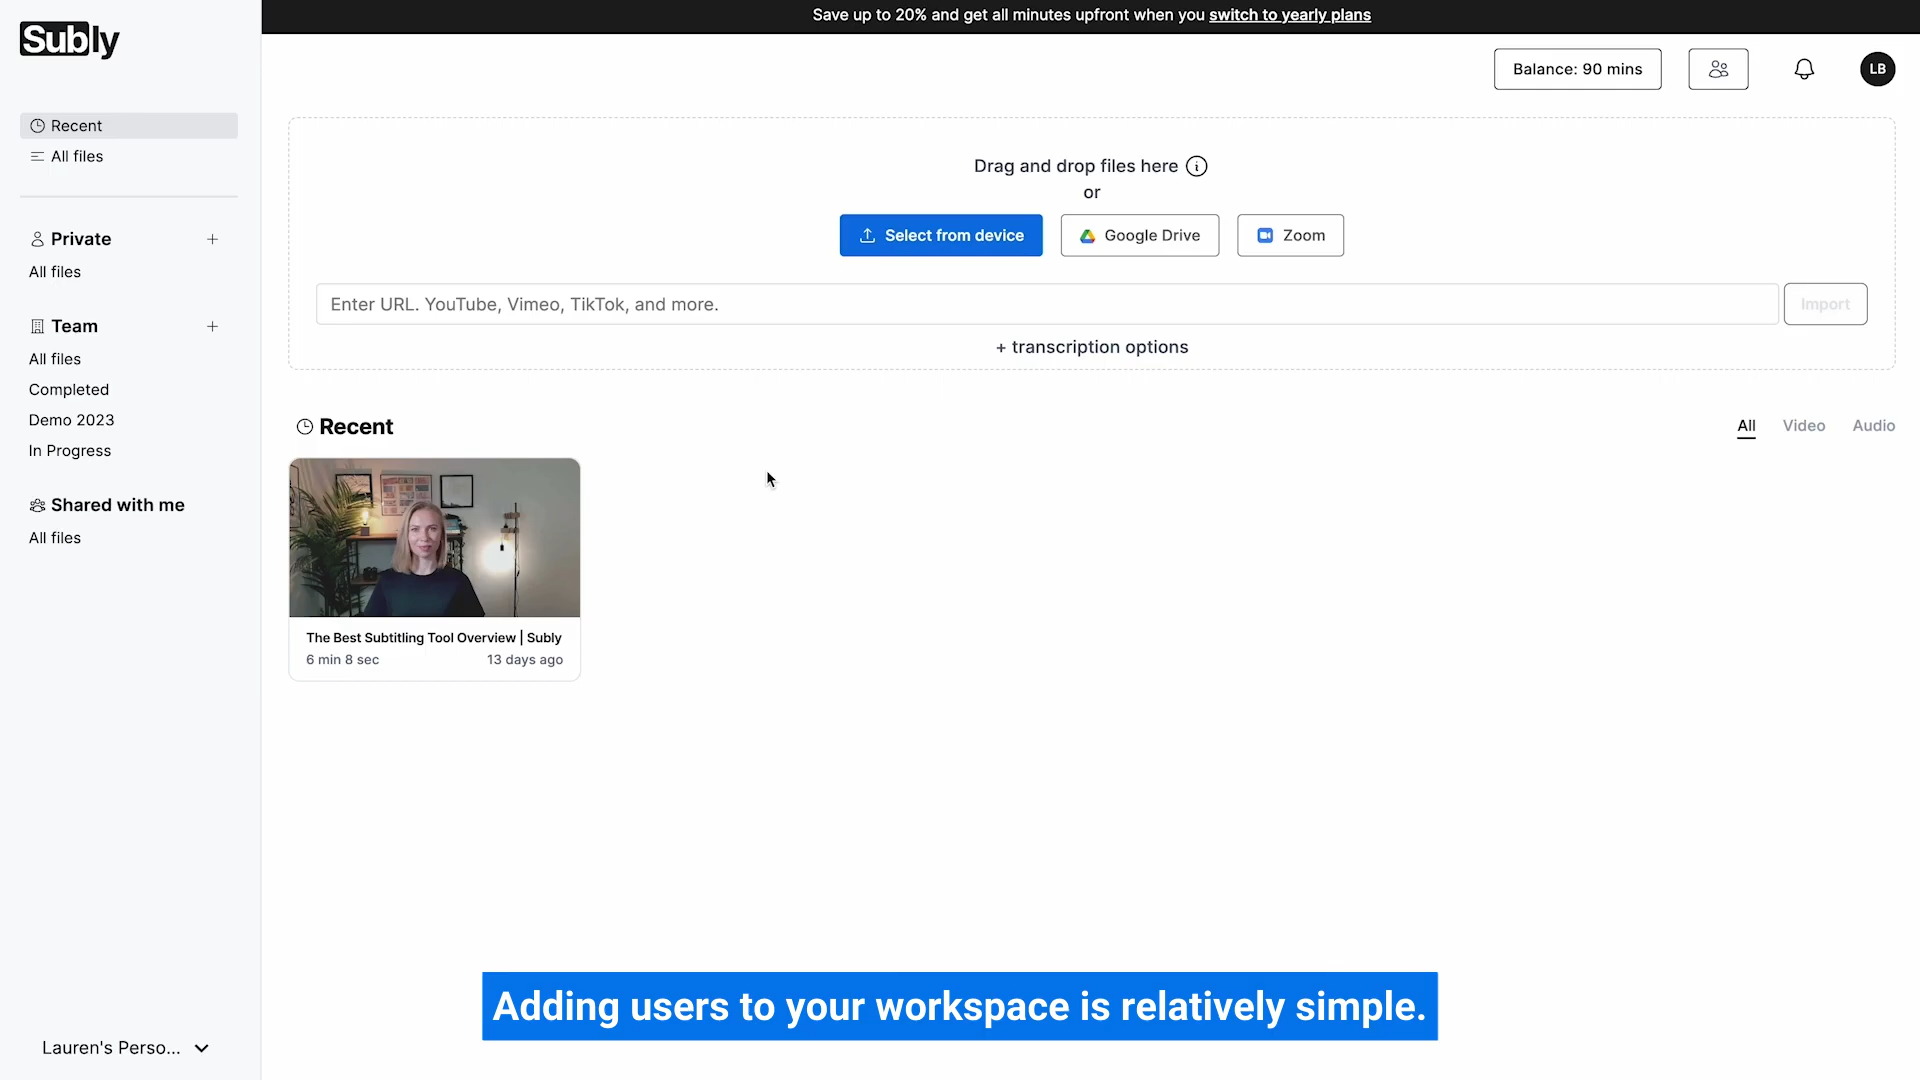 Save up to 20% and get all minutes upfront when you switch to yearly plans
Subly
Balance: 90 mins
LB
Recent
All files
Private
All files
Team
All files
Completed
Demo 2023
In Progress
Shared with me
All files
Drag and drop files here
or
Select from device
Google Drive
Zoom
Enter URL. YouTube, Vimeo, TikTok, and more.
Import
+ transcription options
Recent
All
Video
Audio
The Best Subtitling Tool Overview | Subly
6 min 8 sec
13 days ago
Adding users to your workspace is relatively simple.
Lauren's Perso...